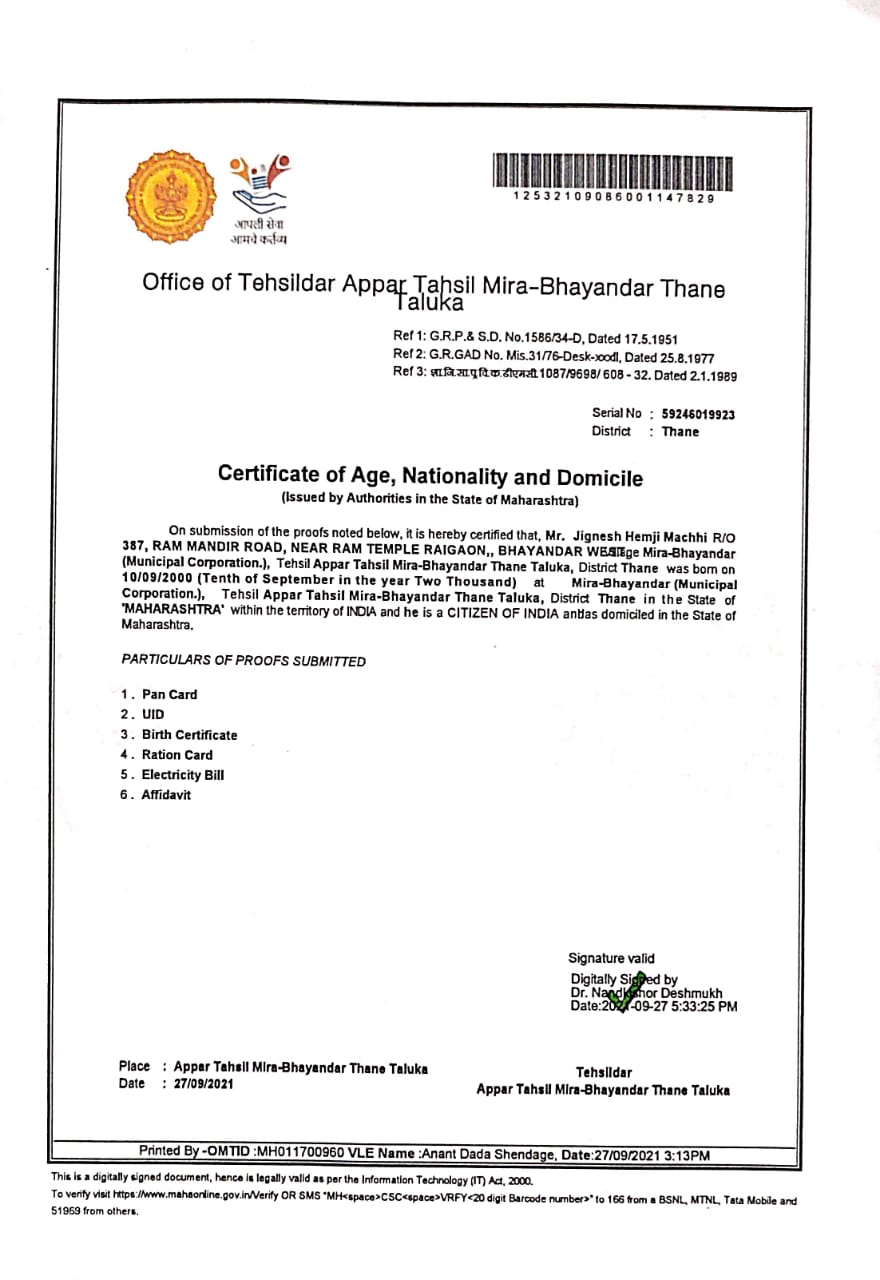 आपली सेवा
आमचे कर्तव्य
12532109086001147829
Office of Tehsildar Appar Tahsil Mira-Bhayandar Thane
Taluka
Ref 1: G.R.P.& S.D. No.1586/34-D, Dated 17.5.1951
Ref 2: G.R.GAD No. Mis.31/76-Desk-xxxdl, Dated 25.8.1977
Ref 3: ज्ञा.जि.सा.पू.वि.क.डीएमसी.1087/9698/ 608 - 32. Dated 2.1.1989
Serial No : 59246019923
District : Thane
Certificate of Age, Nationality and Domicile
(Issued by Authorities in the State of Maharashtra)
On submission of the proofs noted below, it is hereby certified that, Mr. Jignesh Hemji Machhi R/O
387, RAM MANDIR ROAD, NEAR RAM TEMPLE RAIGAON,, BHAYANDAR Mira-Bhayandar
(Municipal Corporation.), Tehsil Appar Tahsil Mira-Bhayandar Thane Taluka, District Thane was born on
10/09/2000 (Tenth of September in the year Two Thousand) at Mira-Bhayandar (Municipal
Corporation.), Tehsil Appar Tahsil Mira-Bhayandar Thane Taluka, District Thane in the State of
'MAHARASHTRA' within the territory of INDIA and he is a CITIZEN OF INDIA domiciled in the State of
Maharashtra.
PARTICULARS OF PROOFS SUBMITTED
1 . Pan Card
2 . UID
3 . Birth Certificate
4 . Ration Card
5 . Electricity Bill
6 . Affidavit
Signature valid
Digitally Signed by
Dr. Nandkishor Deshmukh
Date:2021-09-27 5:33:25 PM
Place : Appar Tahsil Mira-Bhayandar Thane Taluka
Date : 27/09/2021
Tehsildar
Appar Tahsil Mira-Bhayandar Thane Taluka
Printed By -OMTID :MH011700960 VLE Name :Anant Dada Shendage, Date:27/09/2021 3:13PM
This is a digitally signed document, hence is legally valid as per the Information Technology (IT) Act, 2000.
To verify visit https://www.mahaonline.gov.in/Verify OR SMS "MH<space>CSC<space>VRFY<20 digit Barcode number>" to 166 from a BSNL, MTNL, Tata Mobile and
51969 from others.